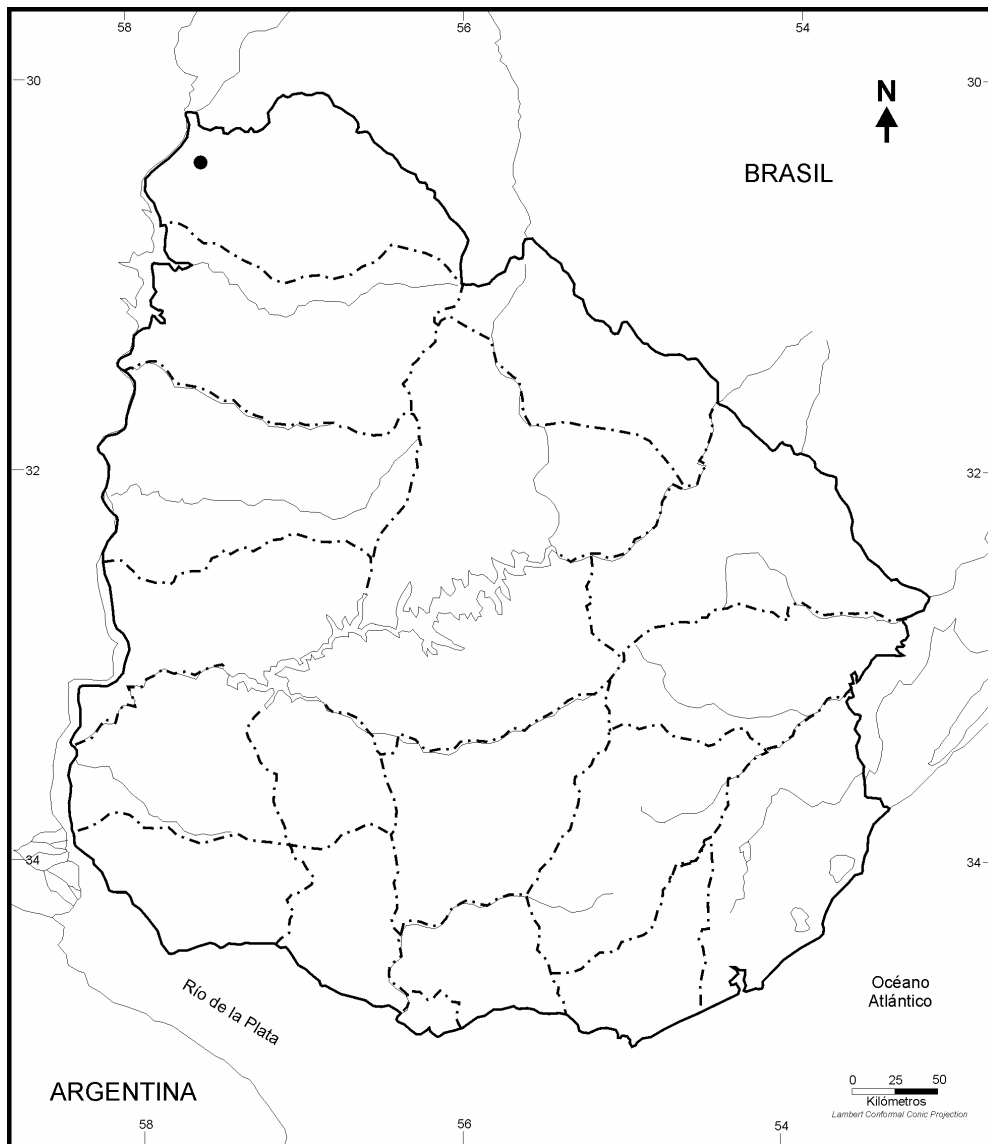 58
56
54
30
30
N
BRASIL
32
32
34
34
Río de la Plata
Océano
Atlántico
ARGENTINA
0 25 50
Kilómetros
Lambert Conformal Conic Projection
58
56
54